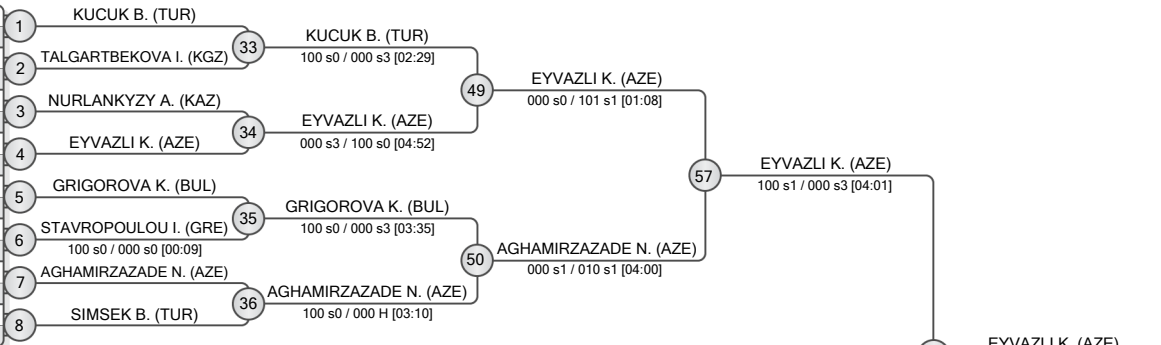 1
KUCUK B. (TUR)
2
TALGARTBEKOVA I. (KGZ)
33
KUCUK B. (TUR)
100 s0 / 000 s3 [02:29]
3
NURLANKYZY A. (KAZ)
4
EYVAZLI K. (AZE)
34
EYVAZLI K. (AZE)
000 s3 / 100 s0 [04:52]
49
EYVAZLI K. (AZE)
000 s0 / 101 s1 [01:08]
5
GRIGOROVA K. (BUL)
6
STAVROPOULOU I. (GRE)
100 s0 / 000 s0 [00:09]
35
GRIGOROVA K. (BUL)
100 s0 / 000 s3 [03:35]
7
AGHAMIRZAZADE N. (AZE)
8
SIMSEK B. (TUR)
36
AGHAMIRZAZADE N. (AZE)
100 s0 / 000 H [03:10]
50
AGHAMIRZAZADE N. (AZE)
000 s1 / 010 s1 [04:00]
57
EYVAZLI K. (AZE)
100 s1 / 000 s3 [04:01]
EYVAZLI K. (AZE)